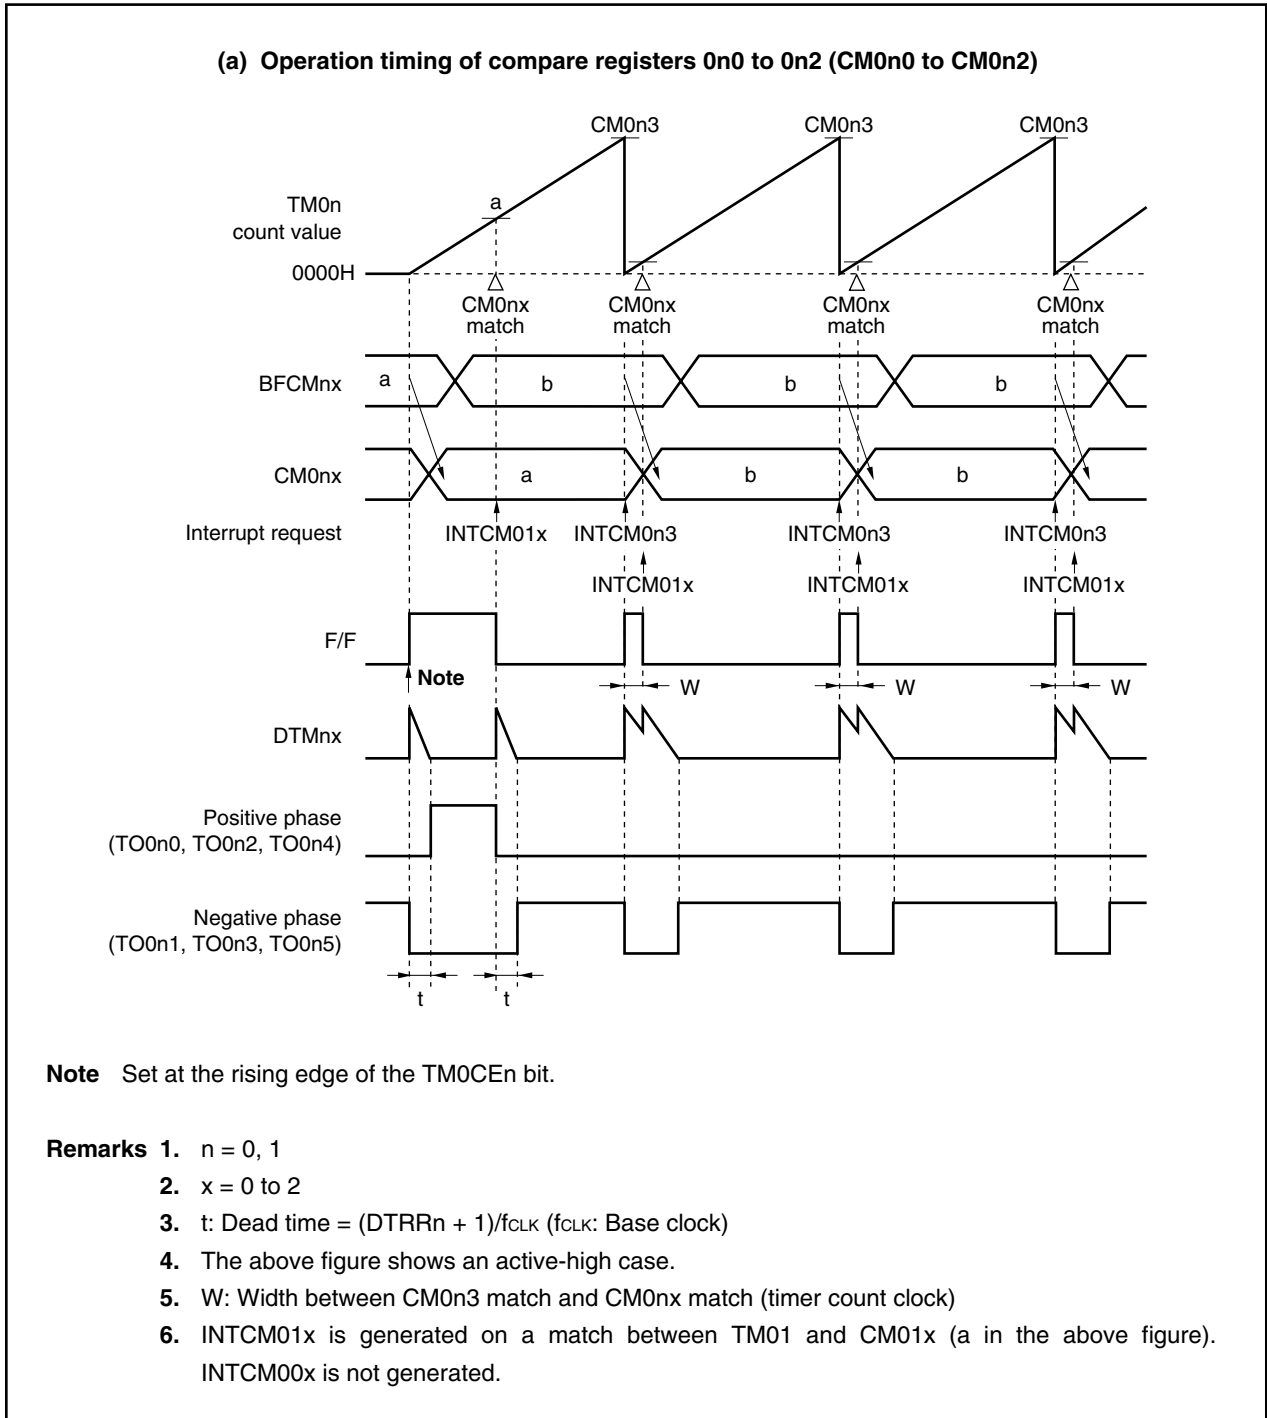 (a) Operation timing of compare registers 0n0 to 0n2 (CM0n0 to CM0n2)
CM0n3 CM0n3 CM0n3
TM0n
count value
a
0000H
CM0nx
match
CM0nx
match
CM0nx
match
CM0nx
match
BFCMnx a b b b
CM0nx a b b
Interrupt request INTCM01x INTCM0n3 INTCM0n3 INTCM0n3
INTCM01x INTCM01x INTCM01x
F/F
Note W W W
DTMnx
Positive phase
(TO0n0, TO0n2, TO0n4)
Negative phase
(TO0n1, TO0n3, TO0n5)
t t
Note Set at the rising edge of the TM0CEn bit.
Remarks 1. n = 0, 1
2. x = 0 to 2
3. t: Dead time = (DTRRn + 1)/fCLK (fCLK: Base clock)
4. The above figure shows an active-high case.
5. W: Width between CM0n3 match and CM0nx match (timer count clock)
6. INTCM01x is generated on a match between TM01 and CM01x (a in the above figure).
INTCM00x is not generated.